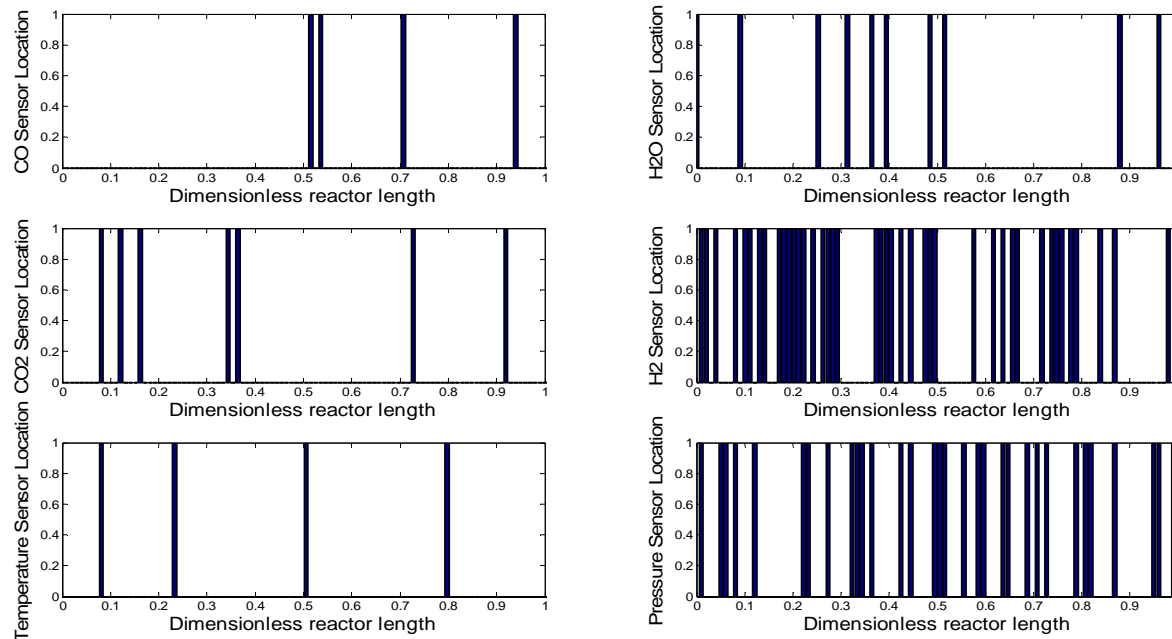 CO Sensor Location
1
0.8
0.6
0.4
0.2
0
0 0.1 0.2 0.3 0.4 0.5 0.6 0.7 0.8 0.9 1
Dimensionless reactor length
H2O Sensor Location
1
0.8
0.6
0.4
0.2
0
0 0.1 0.2 0.3 0.4 0.5 0.6 0.7 0.8 0.9
Dimensionless reactor length
CO2 Sensor Location
1
0.8
0.6
0.4
0.2
0
0 0.1 0.2 0.3 0.4 0.5 0.6 0.7 0.8 0.9 1
Dimensionless reactor length
H2 Sensor Location
1
0.8
0.6
0.4
0.2
0
0 0.1 0.2 0.3 0.4 0.5 0.6 0.7 0.8 0.9
Dimensionless reactor length
Temperature Sensor Location
1
0.8
0.6
0.4
0.2
0
0 0.1 0.2 0.3 0.4 0.5 0.6 0.7 0.8 0.9 1
Dimensionless reactor length
Pressure Sensor Location
1
0.8
0.6
0.4
0.2
0
0 0.1 0.2 0.3 0.4 0.5 0.6 0.7 0.8 0.9
Dimensionless reactor length